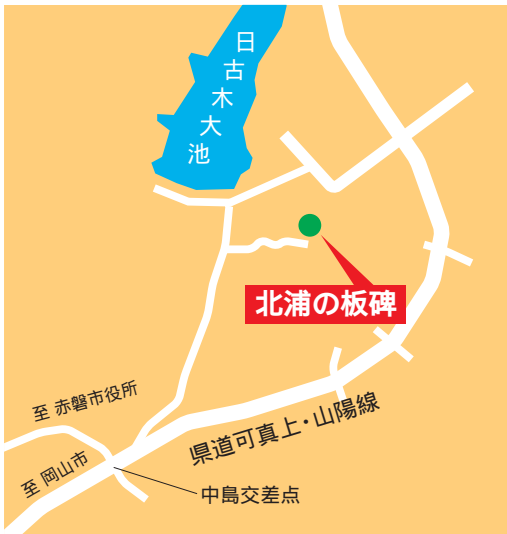 日古木大池
北浦の板碑
至 赤磐市役所
県道可真上・山陽線
至 岡山市
中島交差点